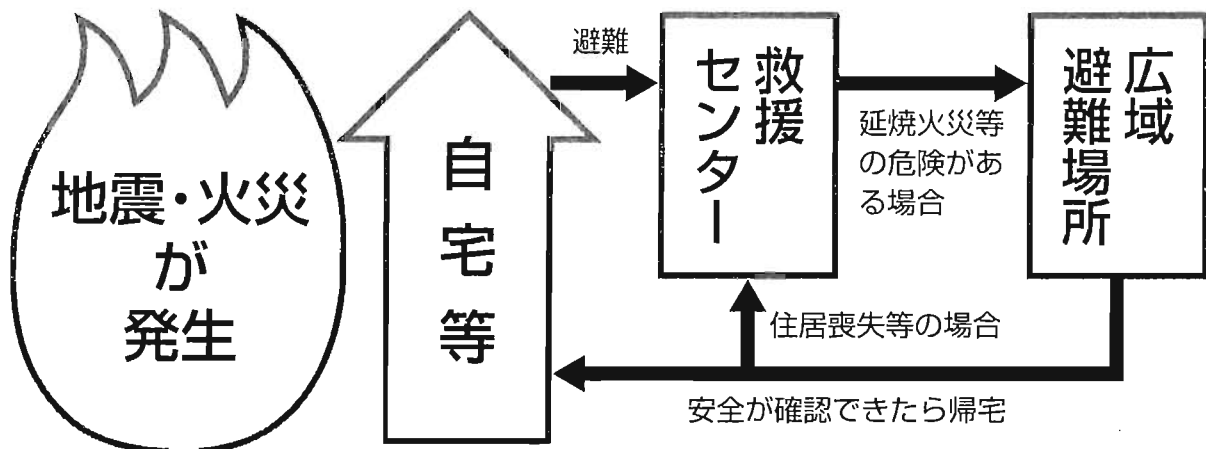 地震・火災
が
発生
自宅等
避難
救援
センター
延焼火災等
の危険があ
る場合
広域
避難場所
住居喪失等の場合
安全が確認できたら帰宅